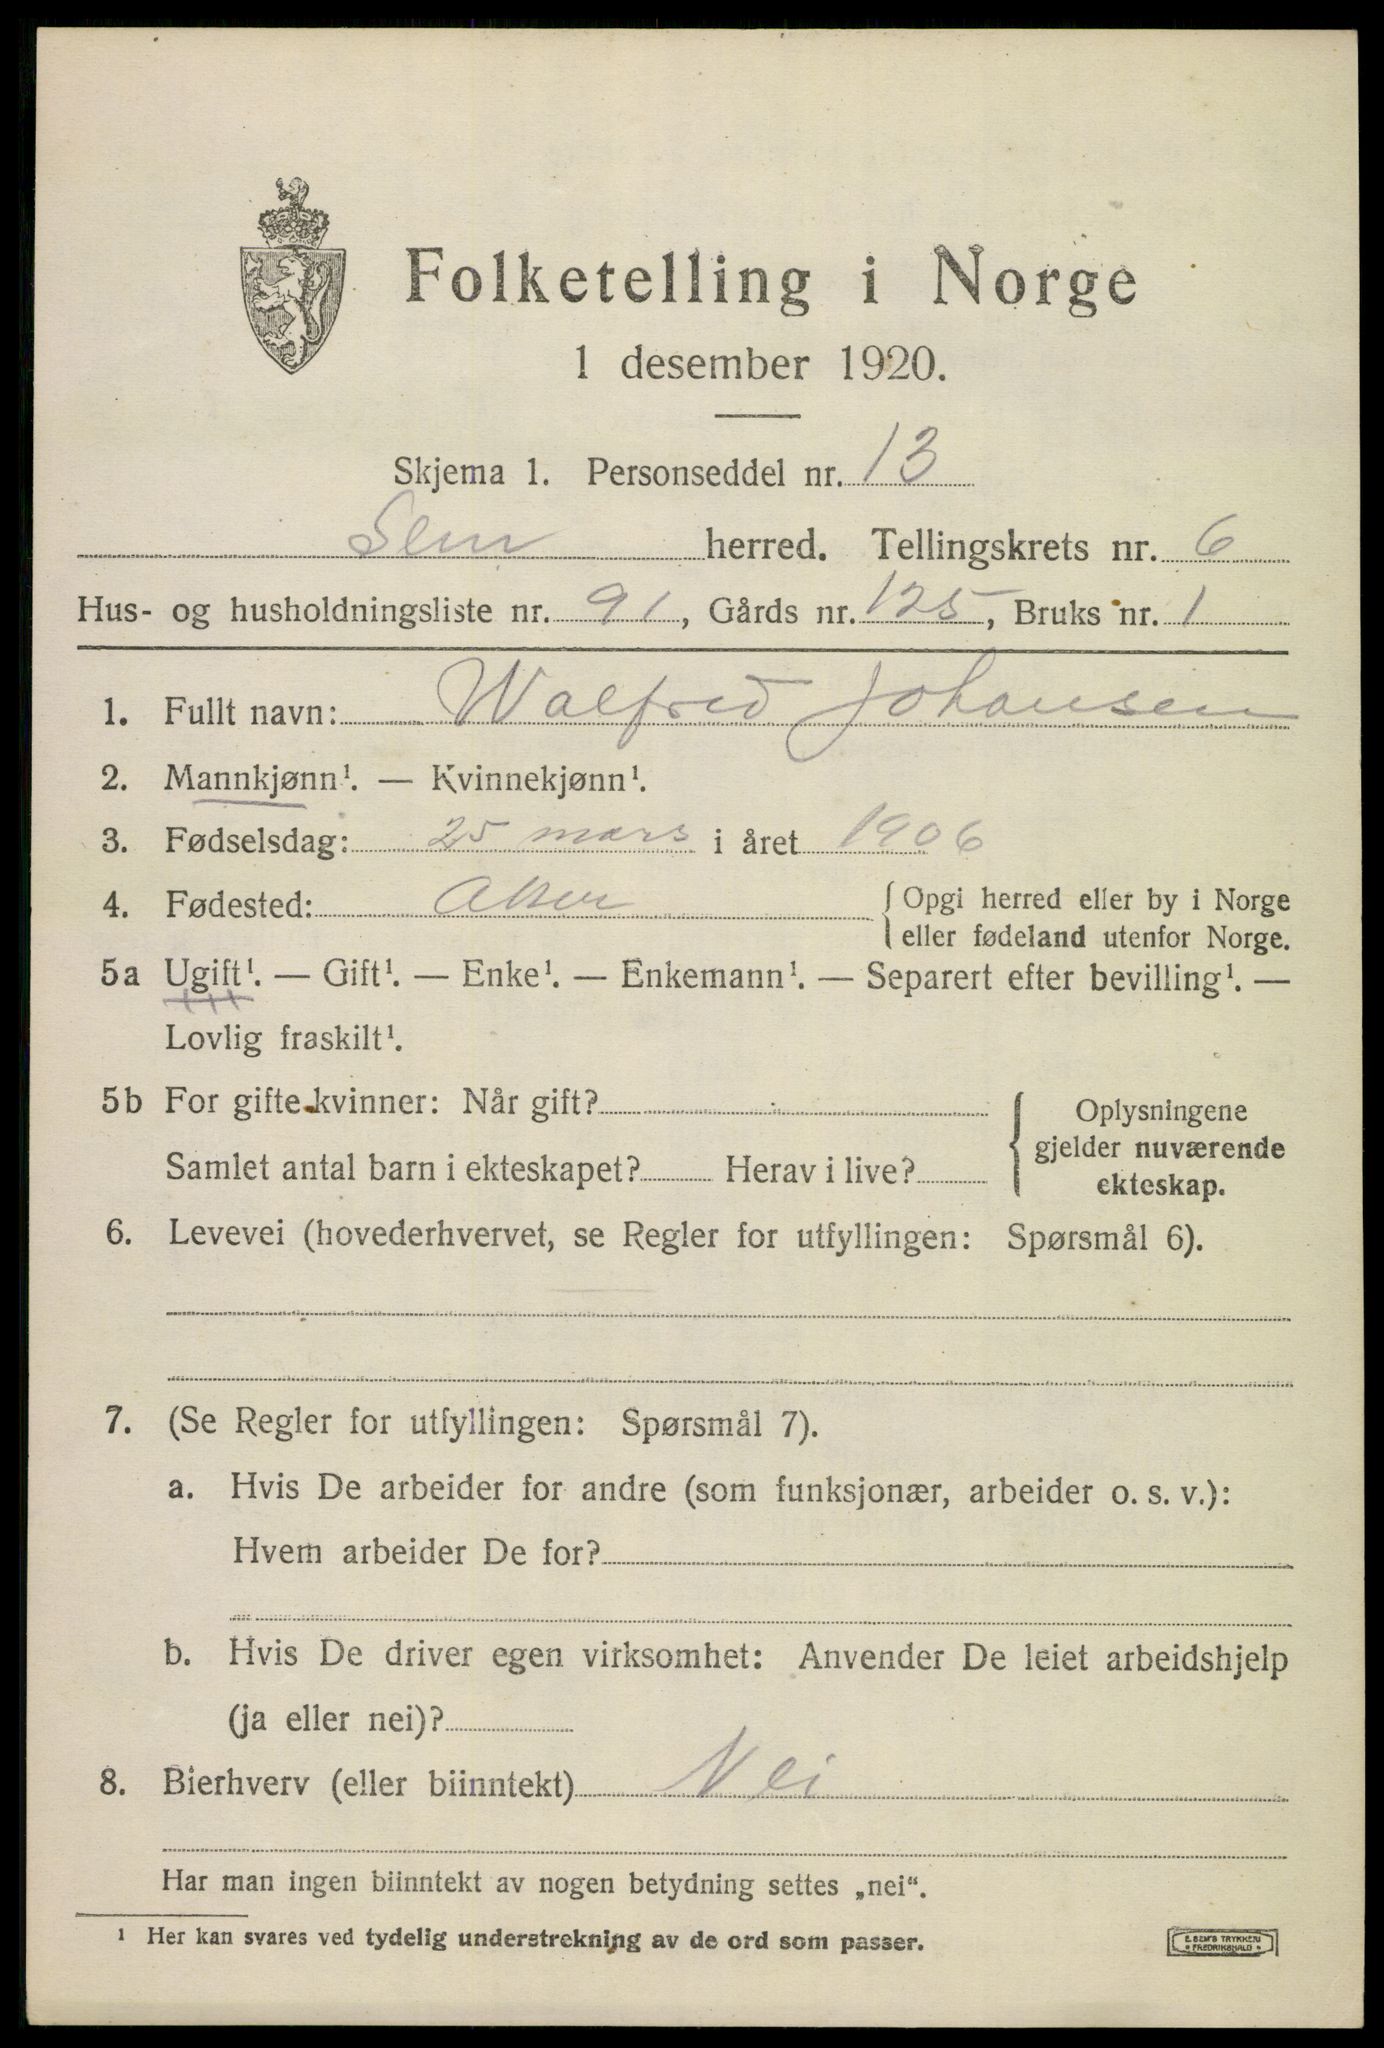 Folketelling i Norge
1 desember 1920.
Skjema 1. Personseddel nr. 13
Sem herred. Tellingskrets nr. 6
Hus- og husholdningsliste nr. 91, Gårds nr. 125, Bruks nr. 1
1. Fullt navn: Walfred Johansen
2. Mannkjønn¹. — Kvinnekjønn¹.
3. Fødselsdag: 25 mars i året 1906
4. Fødested: Aker { Opgi herred eller by i Norge
eller fødeland utenfor Norge.
5a Ugift¹. — Gift¹. — Enke¹. — Enkemann¹. — Separert efter bevilling¹. —
Lovlig fraskilt¹.
5b For gifte kvinner: Når gift? { Oplysningene
gjelder nuværende
Samlet antal barn i ekteskapet? Herav i live?
ekteskap.
6. Levevei (hovederhvervet, se Regler for utfyllingen: Spørsmål 6).
7. (Se Regler for utfyllingen: Spørsmål 7).
a. Hvis De arbeider for andre (som funksjonær, arbeider o. s. v.):
Hvem arbeider De for?
b. Hvis De driver egen virksomhet: Anvender De leiet arbeidshjelp
(ja eller nei)?
8. Bierhverv (eller biinntekt) Nei
Har man ingen biinntekt av nogen betydning settes „nei“.
¹ Her kan svares ved tydelig understrekning av de ord som passer.
E. SEM'S TRYKKERI
FREDRIKSHALD